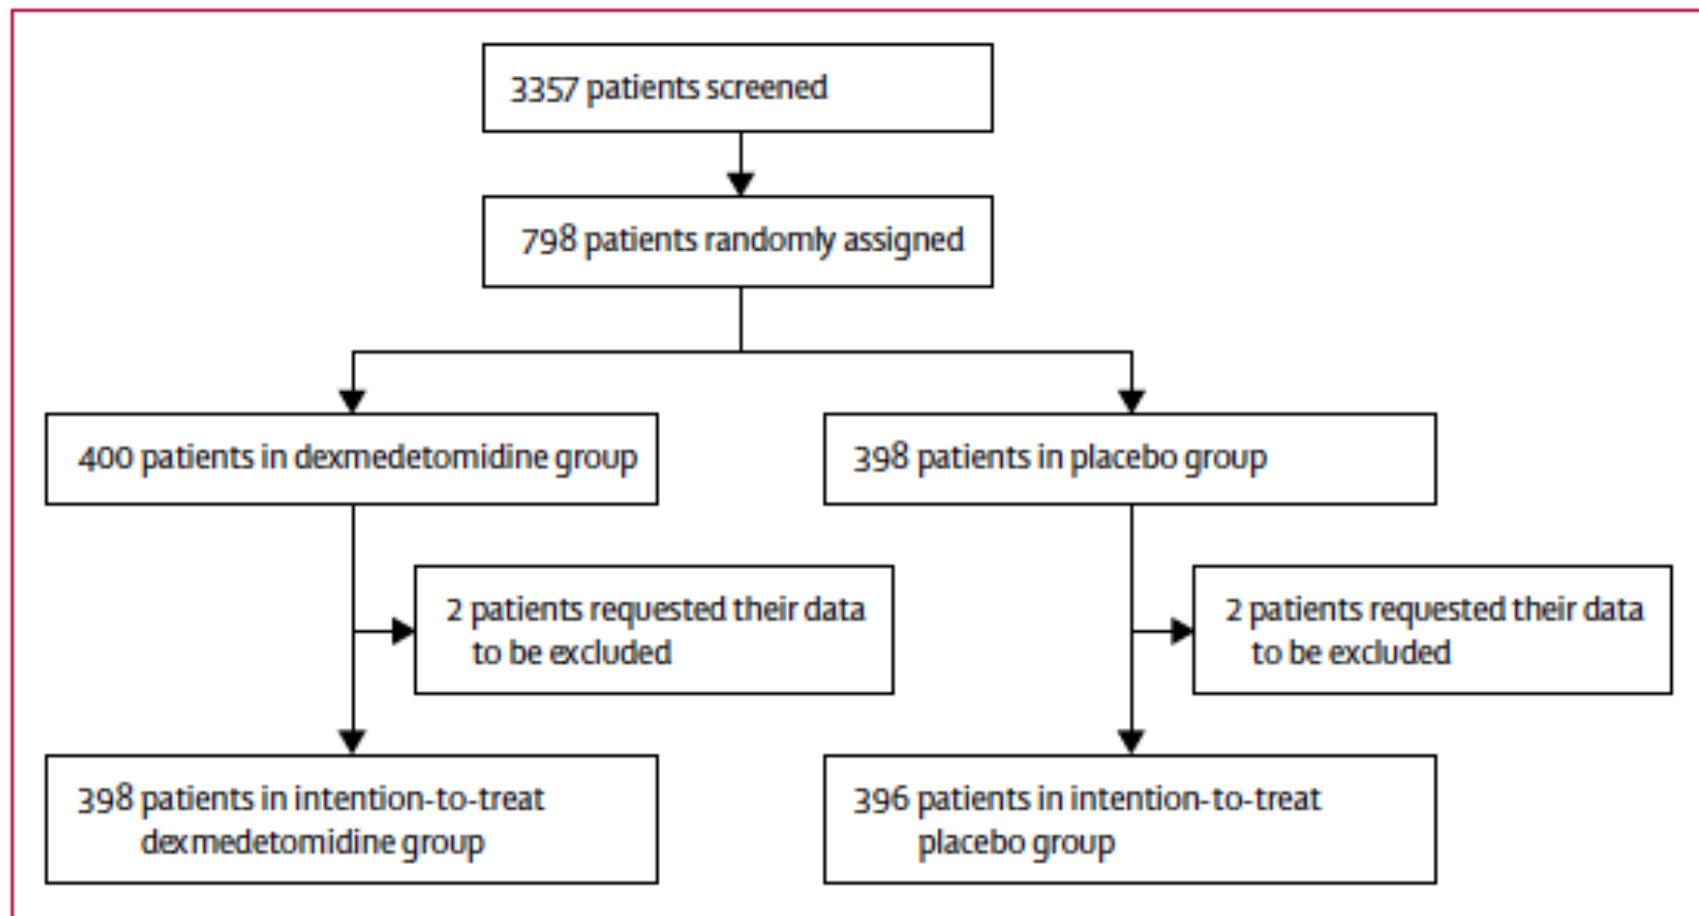 3357 patients screened
798 patients randomly assigned
400 patients in dexmedetomidine group
398 patients in placebo group
2 patients requested their data
to be excluded
2 patients requested their data
to be excluded
398 patients in intention-to-treat
dexmedetomidine group
396 patients in intention-to-treat
placebo group